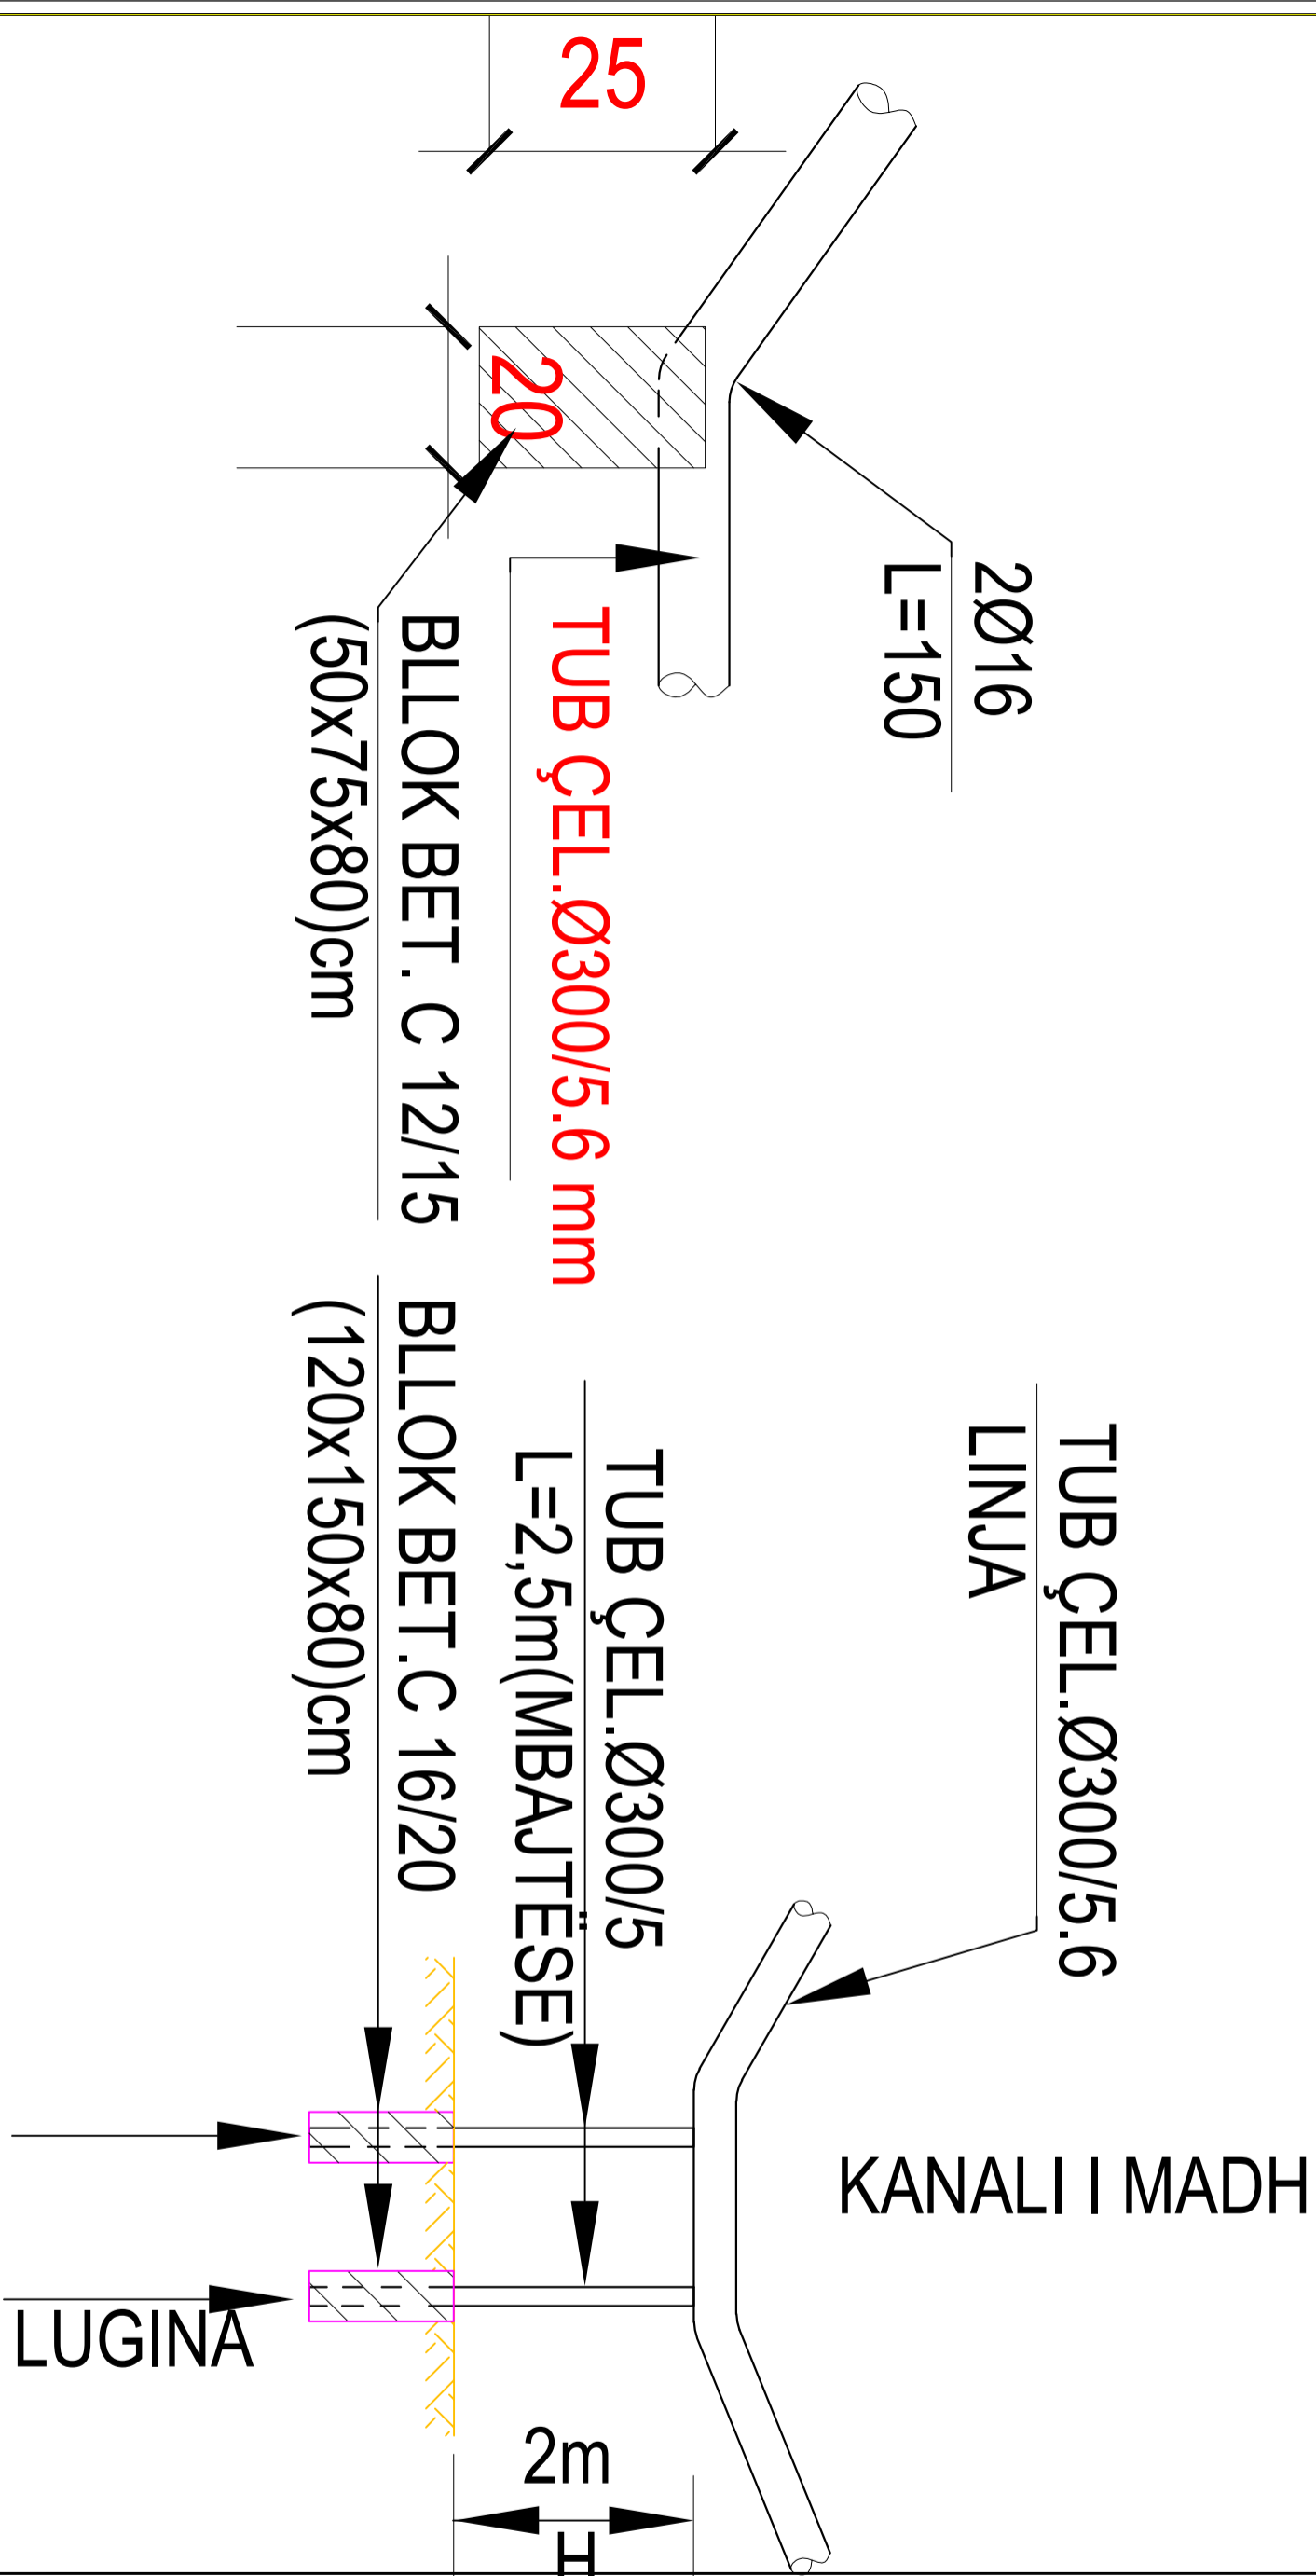 25
20
2Ø16
L=150
TUB ÇEL.Ø300/5.6 mm
BLLOK BET. C 12/15
(50x75x80)cm
TUB ÇEL.Ø300/5.6
LINJA
TUB ÇEL.Ø300/5
L=2,5m(MBAJTËSE)
BLLOK BET.C 16/20
(120x150x80)cm
KANALI I MADH
LUGINA
2m
H